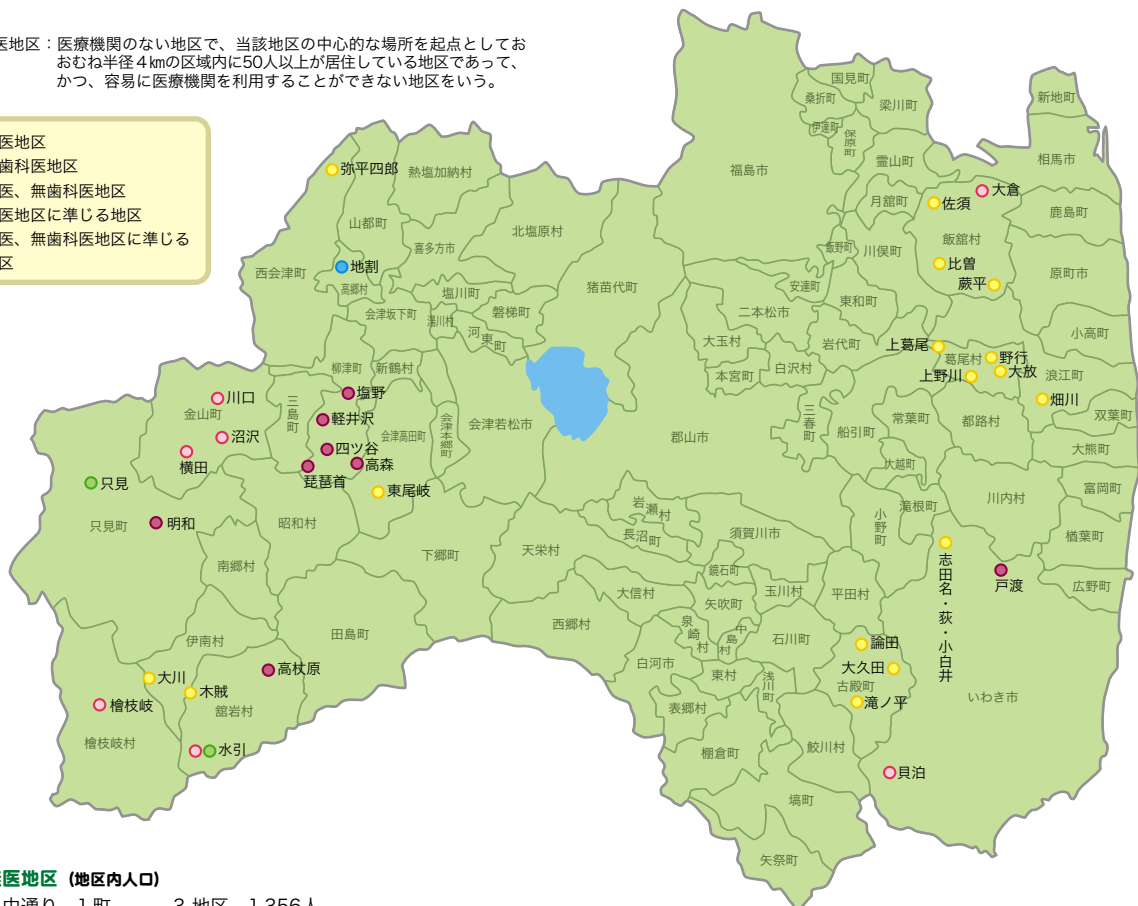 医地区：医療機関のない地区で、当該地区の中心的な場所を起点としてお
おむね半径４㎞の区域内に50人以上が居住している地区であって、
かつ、容易に医療機関を利用することができない地区をいう。
医地区
歯科医地区
医、無歯科医地区
医地区に準じる地区
医、無歯科医地区に準じる
区
国見町
桑折町
梁川町
新地町
伊達町
保原町
霊山町
相馬市
福島市
弥平四郎
熱塩加納村
月舘町
佐須
大倉
鹿島町
山都町
北塩原村
飯舘村
喜多方市
飯野町
川俣町
西会津町
地割
比曽
原町市
高郷村
猪苗代町
安達町
蕨平
塩川町
東和町
会津坂下町
湯川村
磐梯町
二本松市
河東町
大玉村
岩代町
上葛尾
小高町
葛尾村
野行
柳津町
新鶴村
本宮町
白沢村
上野川
大放
浪江町
塩野
川口
金山町
三島町
軽井沢
会津高田町
会津本郷町
会津若松市
三春町
船引町
常葉町
都路村
畑川
双葉町
沼沢
郡山市
大熊町
横田
四ツ谷
高森
大越町
琵琶首
只見
東尾岐
富岡町
川内村
岩瀬村
小野町
滝根町
只見町
明和
昭和村
長沼町
須賀川市
楢葉町
下郷町
天栄村
志田名・荻・小白井
南郷村
鏡石町
戸渡
広野町
大信村
玉川村
平田村
矢吹町
西郷村
泉崎村
中島村
石川町
伊南村
田島町
論田
白河市
大久田
高杖原
東村
浅川町
古殿町
大川
木賊
いわき市
檜枝岐
舘岩村
表郷村
滝ノ平
檜枝岐村
水引
棚倉町
鮫川村
貝泊
塙町
矢祭町
医地区（地区内人口）
中通り　１町　３地区　1,356人